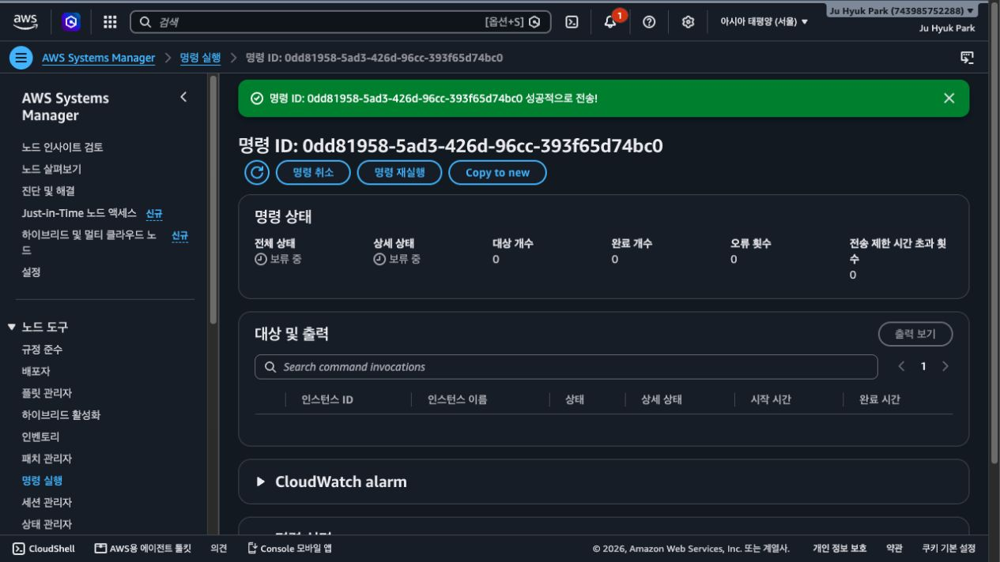 aws
검색
[옵션+S]
1
아시아 태평양 (서울) ▼
Ju Hyuk Park (743985752288) ▼
Ju Hyuk Park
AWS Systems Manager
명령 실행
명령 ID: 0dd81958-5ad3-426d-96cc-393f65d74bc0
AWS Systems
Manager
노드 인사이트 검토
노드 살펴보기
진단 및 해결
Just-in-Time 노드 액세스 신규
하이브리드 및 멀티 클라우드 노 신규
드
설정
노드 도구
규정 준수
배포자
플릿 관리자
하이브리드 활성화
인벤토리
패치 관리자
명령 실행
세션 관리자
상태 관리자
명령 ID: 0dd81958-5ad3-426d-96cc-393f65d74bc0 성공적으로 전송!
명령 ID: 0dd81958-5ad3-426d-96cc-393f65d74bc0
명령 취소
명령 재실행
Copy to new
명령 상태
전체 상태
보류 중
상세 상태
보류 중
대상 개수
0
완료 개수
0
오류 횟수
0
전송 제한 시간 초과 횟
수
0
대상 및 출력
출력 보기
Search command invocations
1
인스턴스 ID
인스턴스 이름
상태
상세 상태
시작 시간
완료 시간
CloudWatch alarm
CloudShell
AWS용 에이전트 툴킷
의견
Console 모바일 앱
© 2026, Amazon Web Services, Inc. 또는 계열사.
개인 정보 보호
약관
쿠키 기본 설정